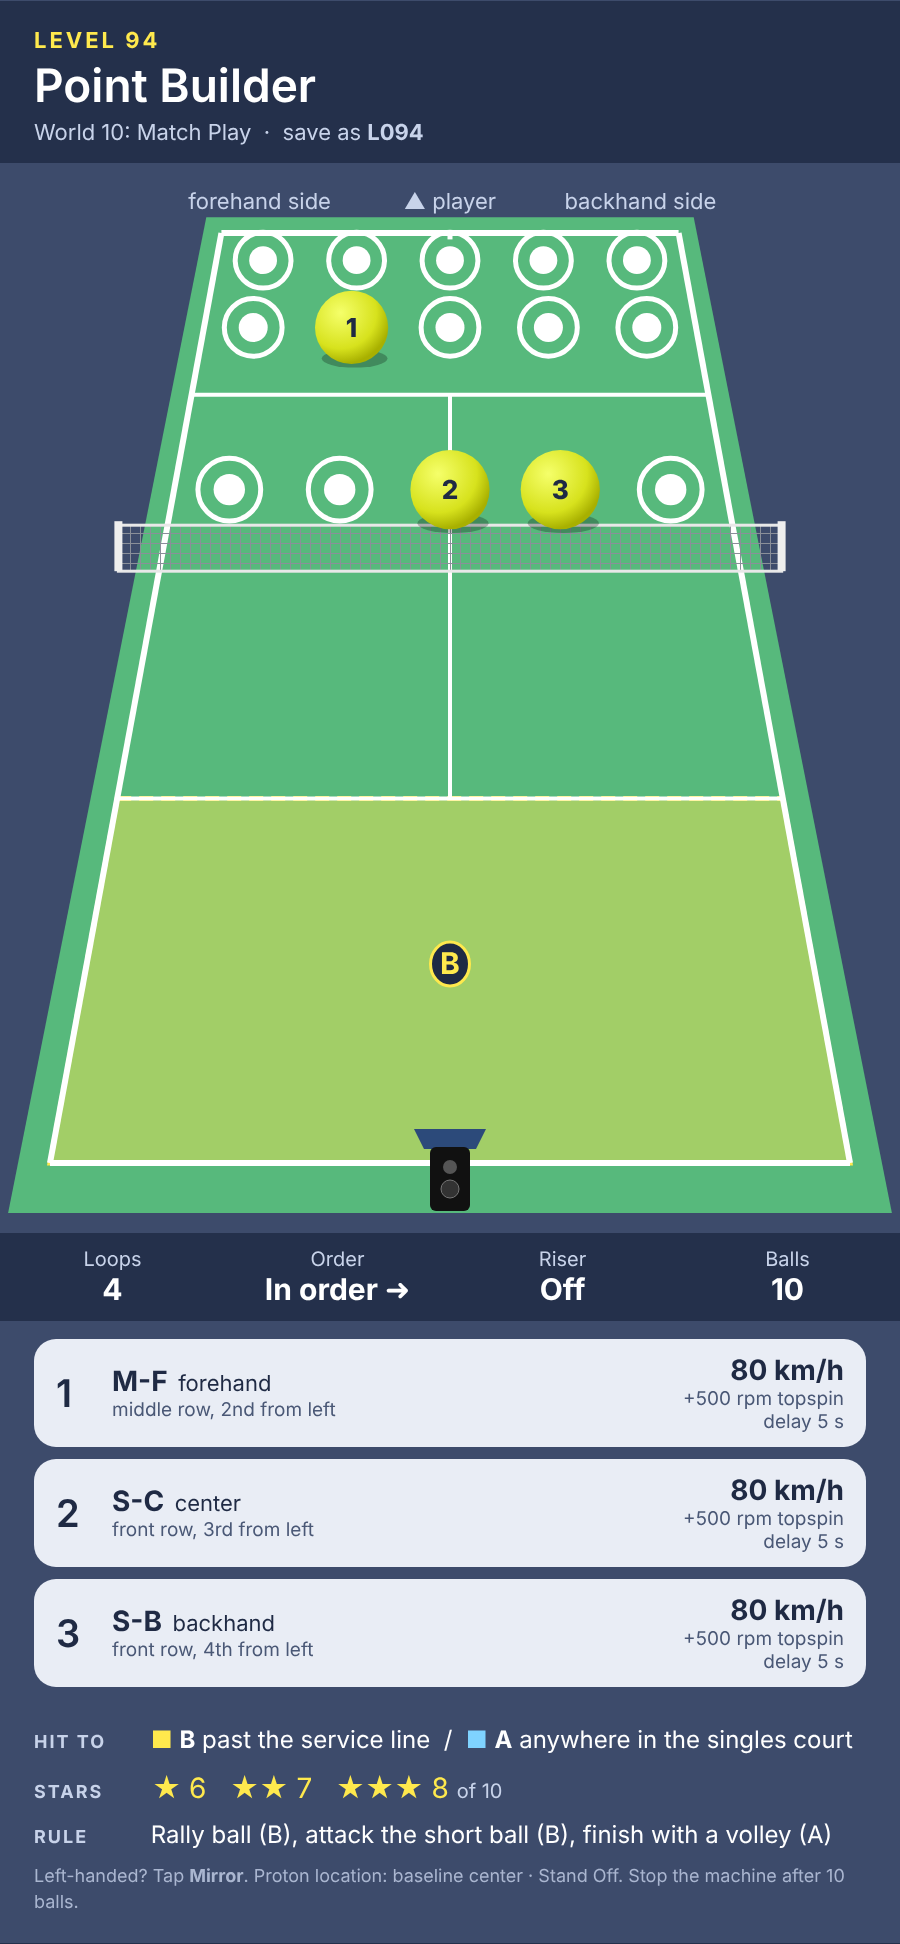 LEVEL 94
Point Builder
World 10: Match Play · save as L094
forehand side ▲ player backhand side
1
2 3
B
Loops Order Riser Balls
4 In order ➜ Off 10
1 M-F forehand 80 km/h
middle row, 2nd from left +500 rpm topspin
delay 5 s
2 S-C center 80 km/h
front row, 3rd from left +500 rpm topspin
delay 5 s
3 S-B backhand 80 km/h
front row, 4th from left +500 rpm topspin
delay 5 s
HIT TO B past the service line / A anywhere in the singles court
STARS ★ 6 ★★ 7 ★★★ 8 of 10
RULE Rally ball (B), attack the short ball (B), finish with a volley (A)
Left-handed? Tap Mirror. Proton location: baseline center · Stand Off. Stop the machine after 10
balls.